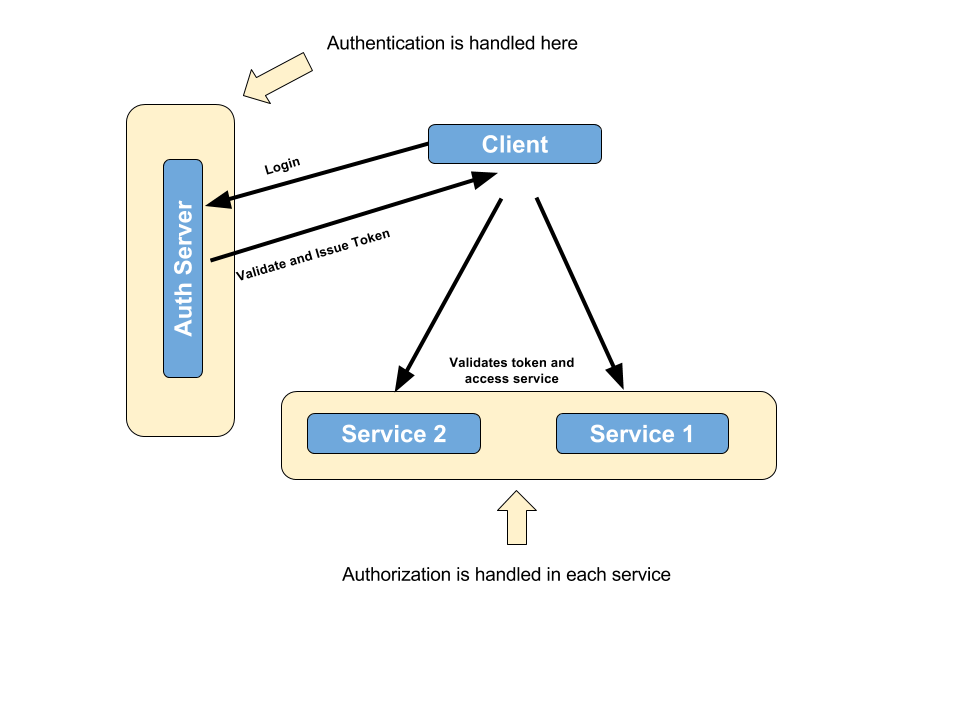 Authentication is handled here
Client
Login
Auth Server
Validate and Issue Token
Validates token and
access service
Service 2
Service 1
Authorization is handled in each service